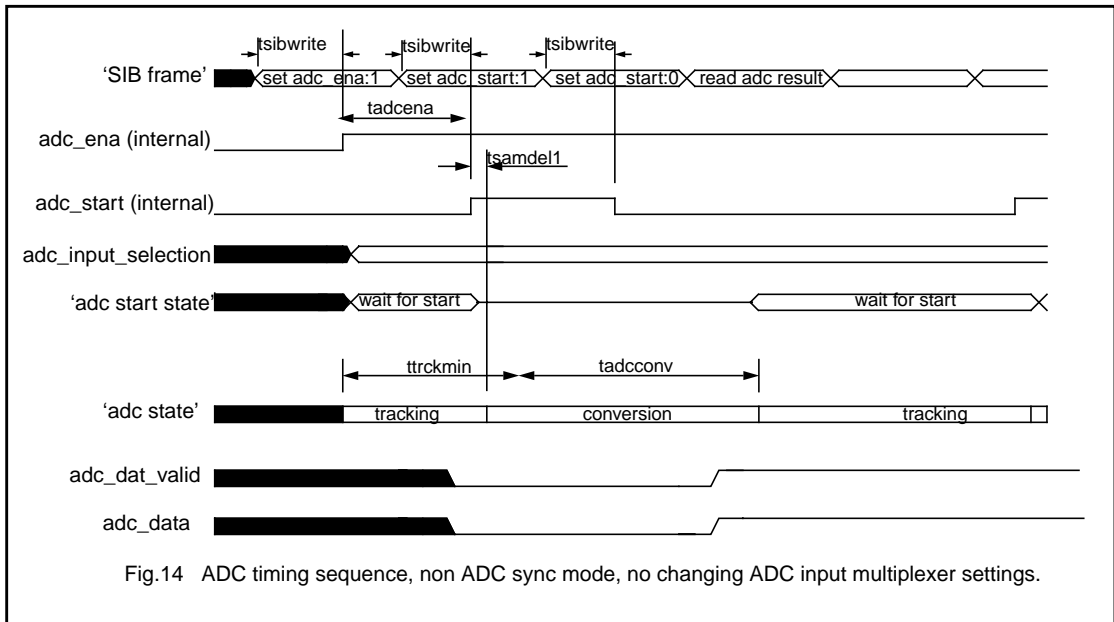 tsibwrite tsibwrite tsibwrite
'SIB frame' set adc_ena:1 set adc_start:1 set adc_start:0 read adc result
tadcena
adc_ena (internal)
tsamdel1
adc_start (internal)
adc_input_selection
'adc start state' wait for start wait for start
ttrckmin tadcconv
'adc state' tracking conversion tracking
adc_dat_valid
adc_data
Fig.14 ADC timing sequence, non ADC sync mode, no changing ADC input multiplexer settings.